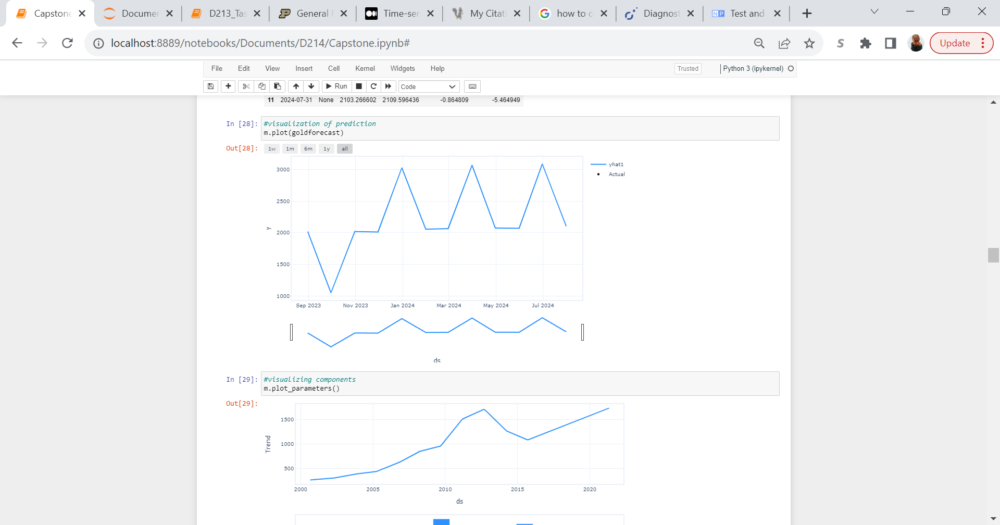 Capstone
Documen
D213_Tas
General
Time-ser
My Citati
how to c
Diagnost
Test and
localhost:8889/notebooks/Documents/D214/Capstone.ipynb#
Update
File Edit View Insert Cell Kernel Widgets Help
Trusted
Python 3 (ipykernel)
Run
Code
11 2024-07-31 None 2103.266602 2109.596436 -0.864809 -5.464949
In [28]:
#visualization of prediction
m.plot(goldforecast)
Out[28]:
1w 1m 6m 1y all
yhat1
Actual
3000
2500
2000
1500
1000
y
Sep 2023 Nov 2023 Jan 2024 Mar 2024 May 2024 Jul 2024
ds
In [29]:
#visualizing components
m.plot_parameters()
Out[29]:
1500
1000
500
Trend
2000 2005 2010 2015 2020
ds